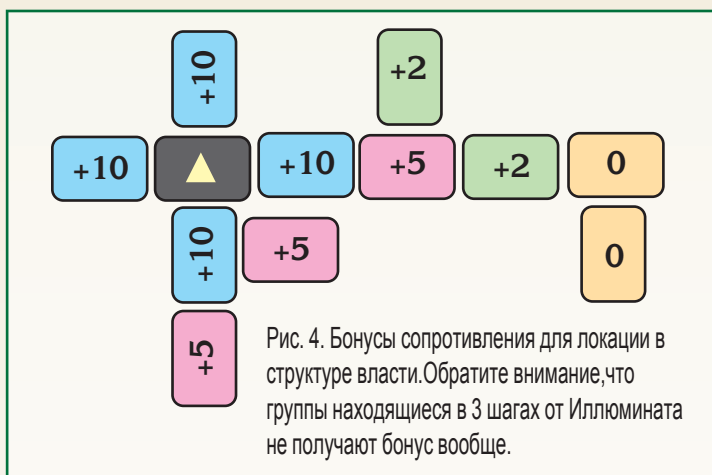 +10
+2
+10
+10
+5
+2
0
+10
+5
0
+5
Рис. 4. Бонусы сопротивления для локации в
структуре власти.Обратите внимание,что
группы находящиеся в 3 шагах от Иллюмината
не получают бонус вообще.